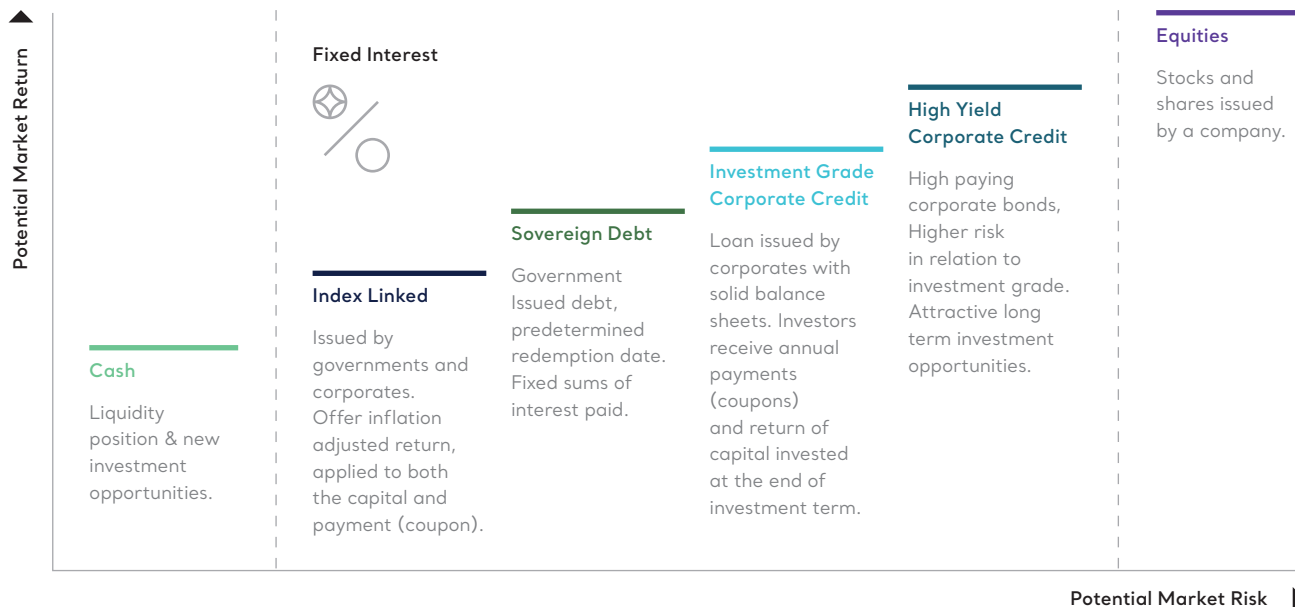 Potential Market Return
Cash
Liquidity
position & new
investment
opportunities.
Fixed Interest
Index Linked
Issued by
governments and
corporates.
Offer inflation
adjusted return,
applied to both
the capital and
payment (coupon).
Sovereign Debt
Government
Issued debt,
predetermined
redemption date.
Fixed sums of
interest paid.
Investment Grade
Corporate Credit
Loan issued by
corporates with
solid balance
sheets. Investors
receive annual
payments
(coupons)
and return of
capital invested
at the end of
investment term.
High Yield
Corporate Credit
High paying
corporate bonds,
Higher risk
in relation to
investment grade.
Attractive long
term investment
opportunities.
Equities
Stocks and
shares issued
by a company.
Potential Market Risk